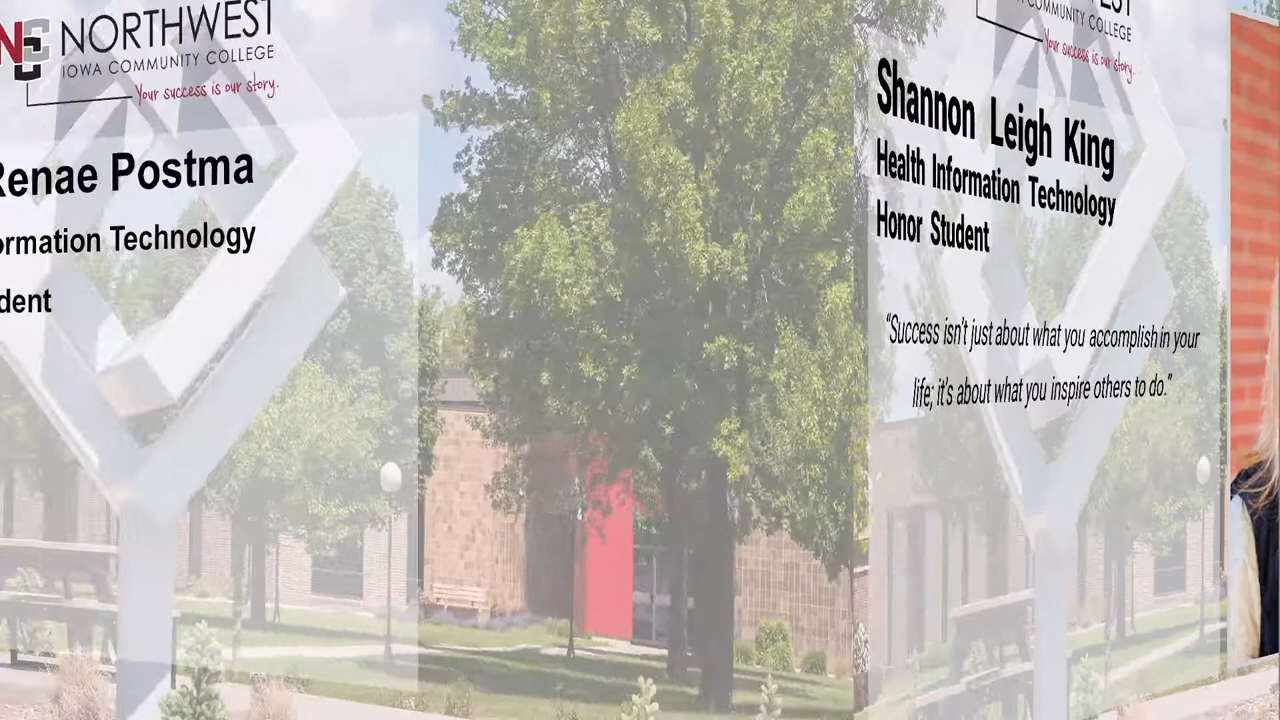 NORTHWEST
IOWA COMMUNITY COLLEGE
Your success is our story.
Renae Postma
ormation Technology
dent
COMMUNITY COLLEGE
Your success is our story.
Shannon Leigh King
Health Information Technology
Honor Student
“Success isn’t just about what you accomplish in your
life; it’s about what you inspire others to do.”